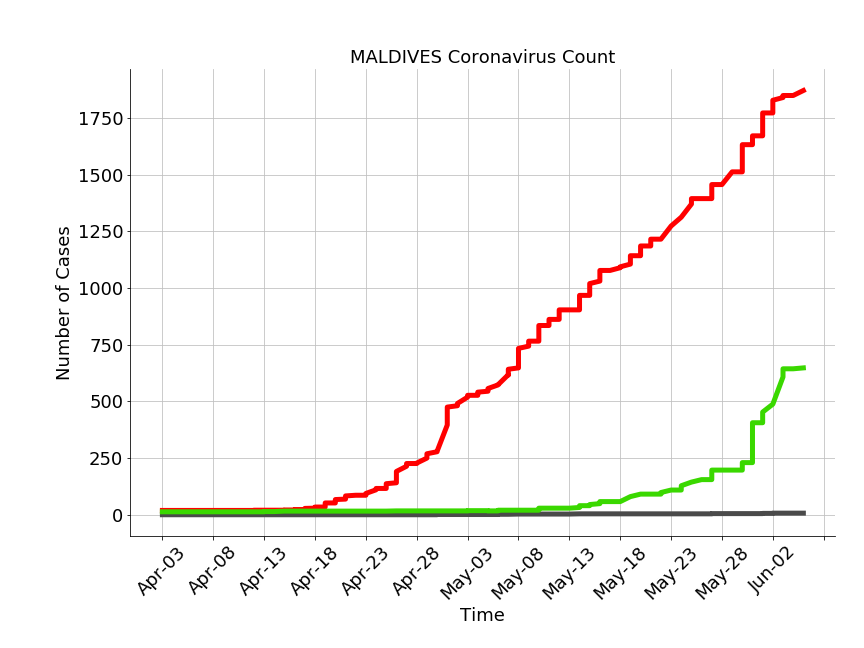 MALDIVES Coronavirus Count
Number of Cases
1750
1500
1250
1000
750
500
250
0
Apr-03
Apr-08
Apr-13
Apr-18
Apr-23
Apr-28
May-03
May-08
May-13
May-18
May-23
May-28
Jun-02
Time